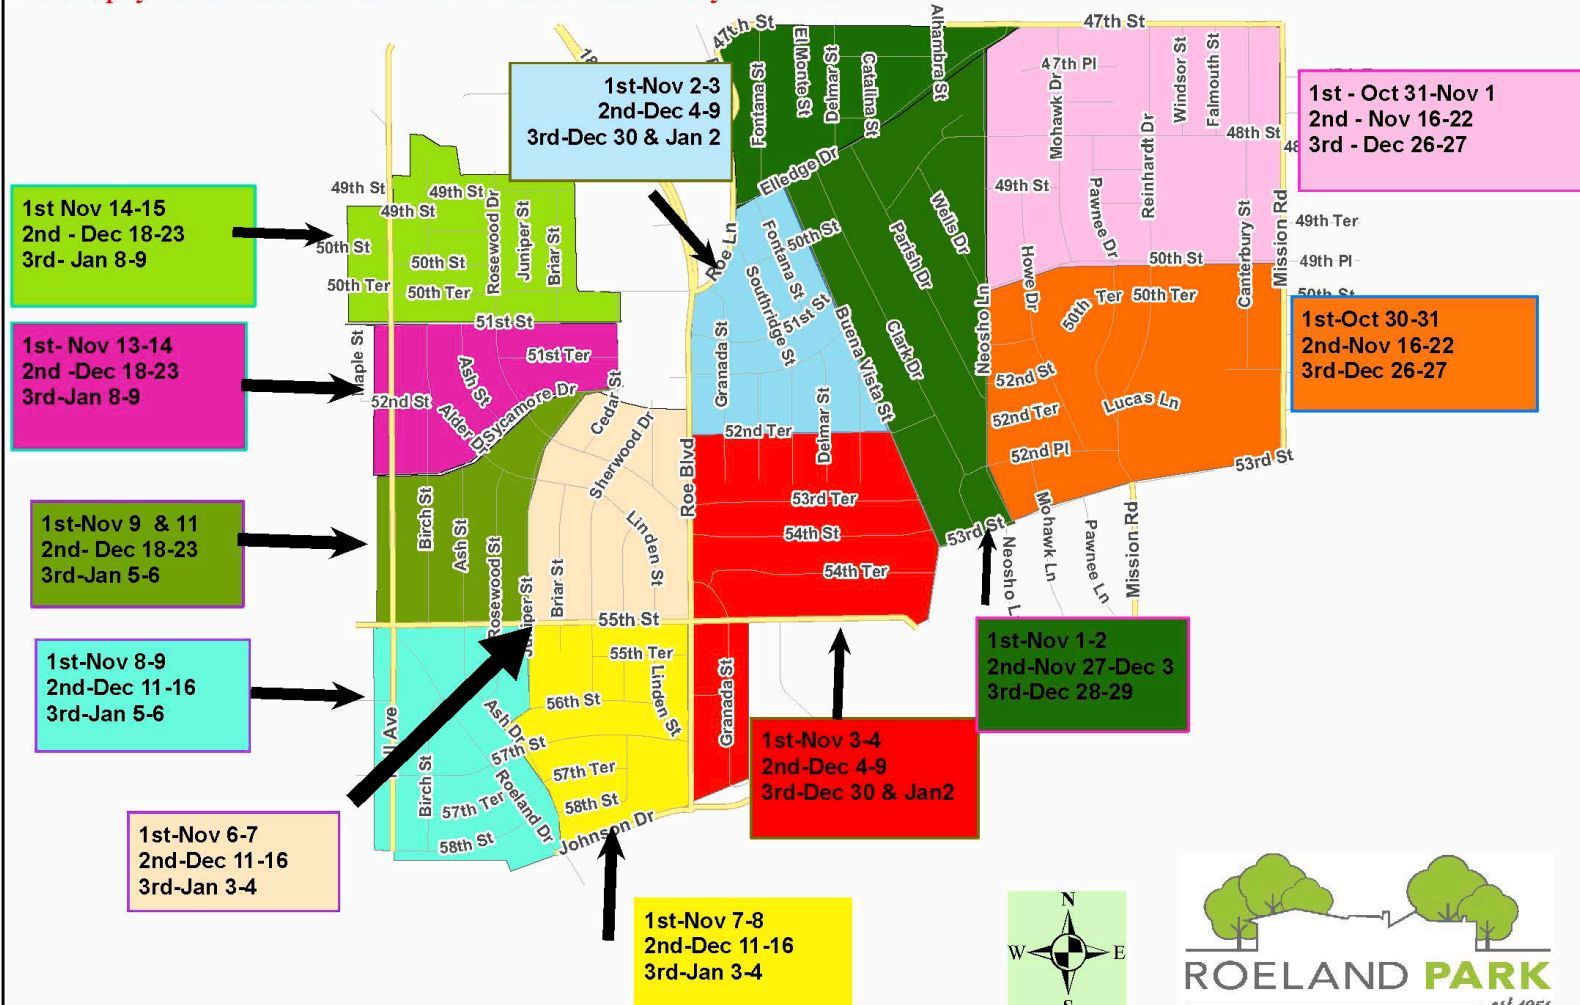 47th St
47th St
Alhambra St
El Monte St
Delmar St
Catalina St
Fontana St
47th Pl
Mohawk Dr
Windsor St
Falmouth St
48th St
Reinhardt Dr
1st-Nov 2-3
2nd-Dec 4-9
3rd-Dec 30 & Jan 2
1st - Oct 31-Nov 1
2nd - Nov 16-22
3rd - Dec 26-27
Elledge Dr
49th St
Pawnee Dr
Canterbury St
Mission Rd
49th Ter
49th Pl
50th St
1st Nov 14-15
2nd - Dec 18-23
3rd- Jan 8-9
49th St
49th St
49th St
50th St
50th St
50th Ter
50th Ter
Rosewood Dr
Juniper St
Briar St
51st St
Roe Ln
Fontana St
50th St
Southridge St
51st St
Granada St
Buena Vista St
Parish Dr
Wells Dr
Clark Dr
Neosho Ln
Howe Dr
50th St
50th Ter
50th Ter
1st-Oct 30-31
2nd-Nov 16-22
3rd-Dec 26-27
1st- Nov 13-14
2nd -Dec 18-23
3rd-Jan 8-9
Maple St
51st Ter
Ash St
52nd St
Alder Dr
Sycamore Dr
Cedar St
Sherwood Dr
Roe Blvd
52nd Ter
Delmar St
52nd St
52nd Ter
Lucas Ln
52nd Pl
53rd St
1st-Nov 9 & 11
2nd- Dec 18-23
3rd-Jan 5-6
Birch St
Ash St
Rosewood St
Juniper St
Briar St
Linden St
53rd Ter
54th St
54th Ter
53rd St
Neosho L
Mohawk Ln
Pawnee Ln
Mission Rd
55th St
1st-Nov 8-9
2nd-Dec 11-16
3rd-Jan 5-6
1st-Nov 1-2
2nd-Nov 27-Dec 3
3rd-Dec 28-29
55th Ter
Linden St
56th St
Granada St
Ash Dr
57th St
57th Ter
58th St
Roeland Dr
Birch St
57th Ter
58th St
Johnson Dr
1st-Nov 3-4
2nd-Dec 4-9
3rd-Dec 30 & Jan2
1st-Nov 6-7
2nd-Dec 11-16
3rd-Jan 3-4
1st-Nov 7-8
2nd-Dec 11-16
3rd-Jan 3-4
N
W E
S
ROELAND PARK